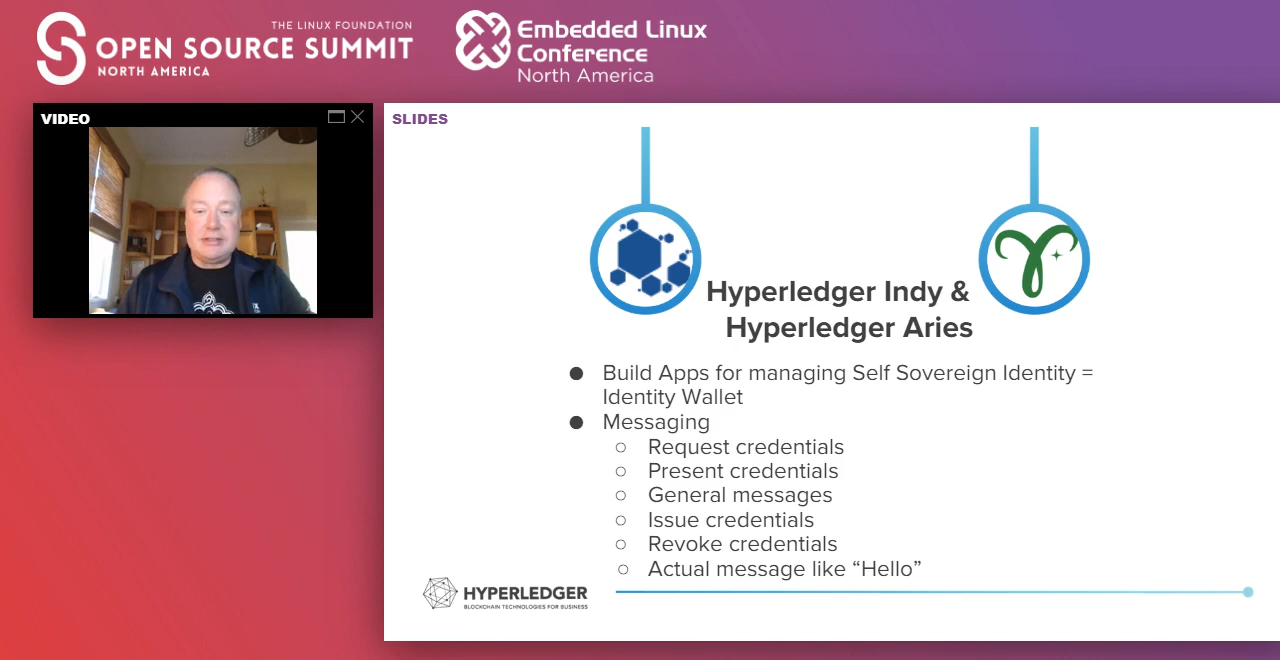 THE LINUX FOUNDATION
OPEN SOURCE SUMMIT
NORTH AMERICA
Embedded Linux
Conference
North America
VIDEO
SLIDES
Hyperledger Indy &
Hyperledger Aries
● Build Apps for managing Self Sovereign Identity =
Identity Wallet
● Messaging
○ Request credentials
○ Present credentials
○ General messages
○ Issue credentials
○ Revoke credentials
○ Actual message like “Hello”
HYPERLEDGER
BLOCKCHAIN TECHNOLOGIES FOR BUSINESS